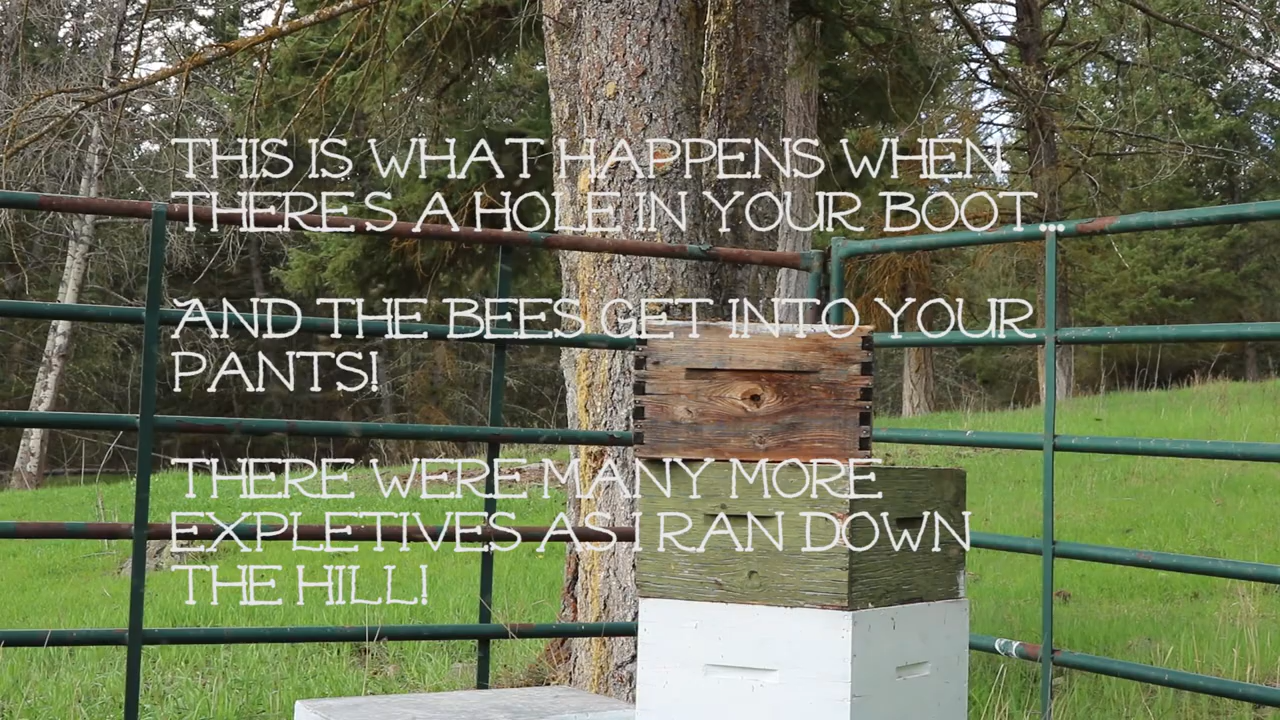 THIS IS WHAT HAPPENS WHEN
THERES A HOLE IN YOUR BOOT...
AND THE BEES GET INTO YOUR
PANTS!
THERE WERE MANY MORE
EXPLETIVES AS I RAN DOWN
THE HILL!